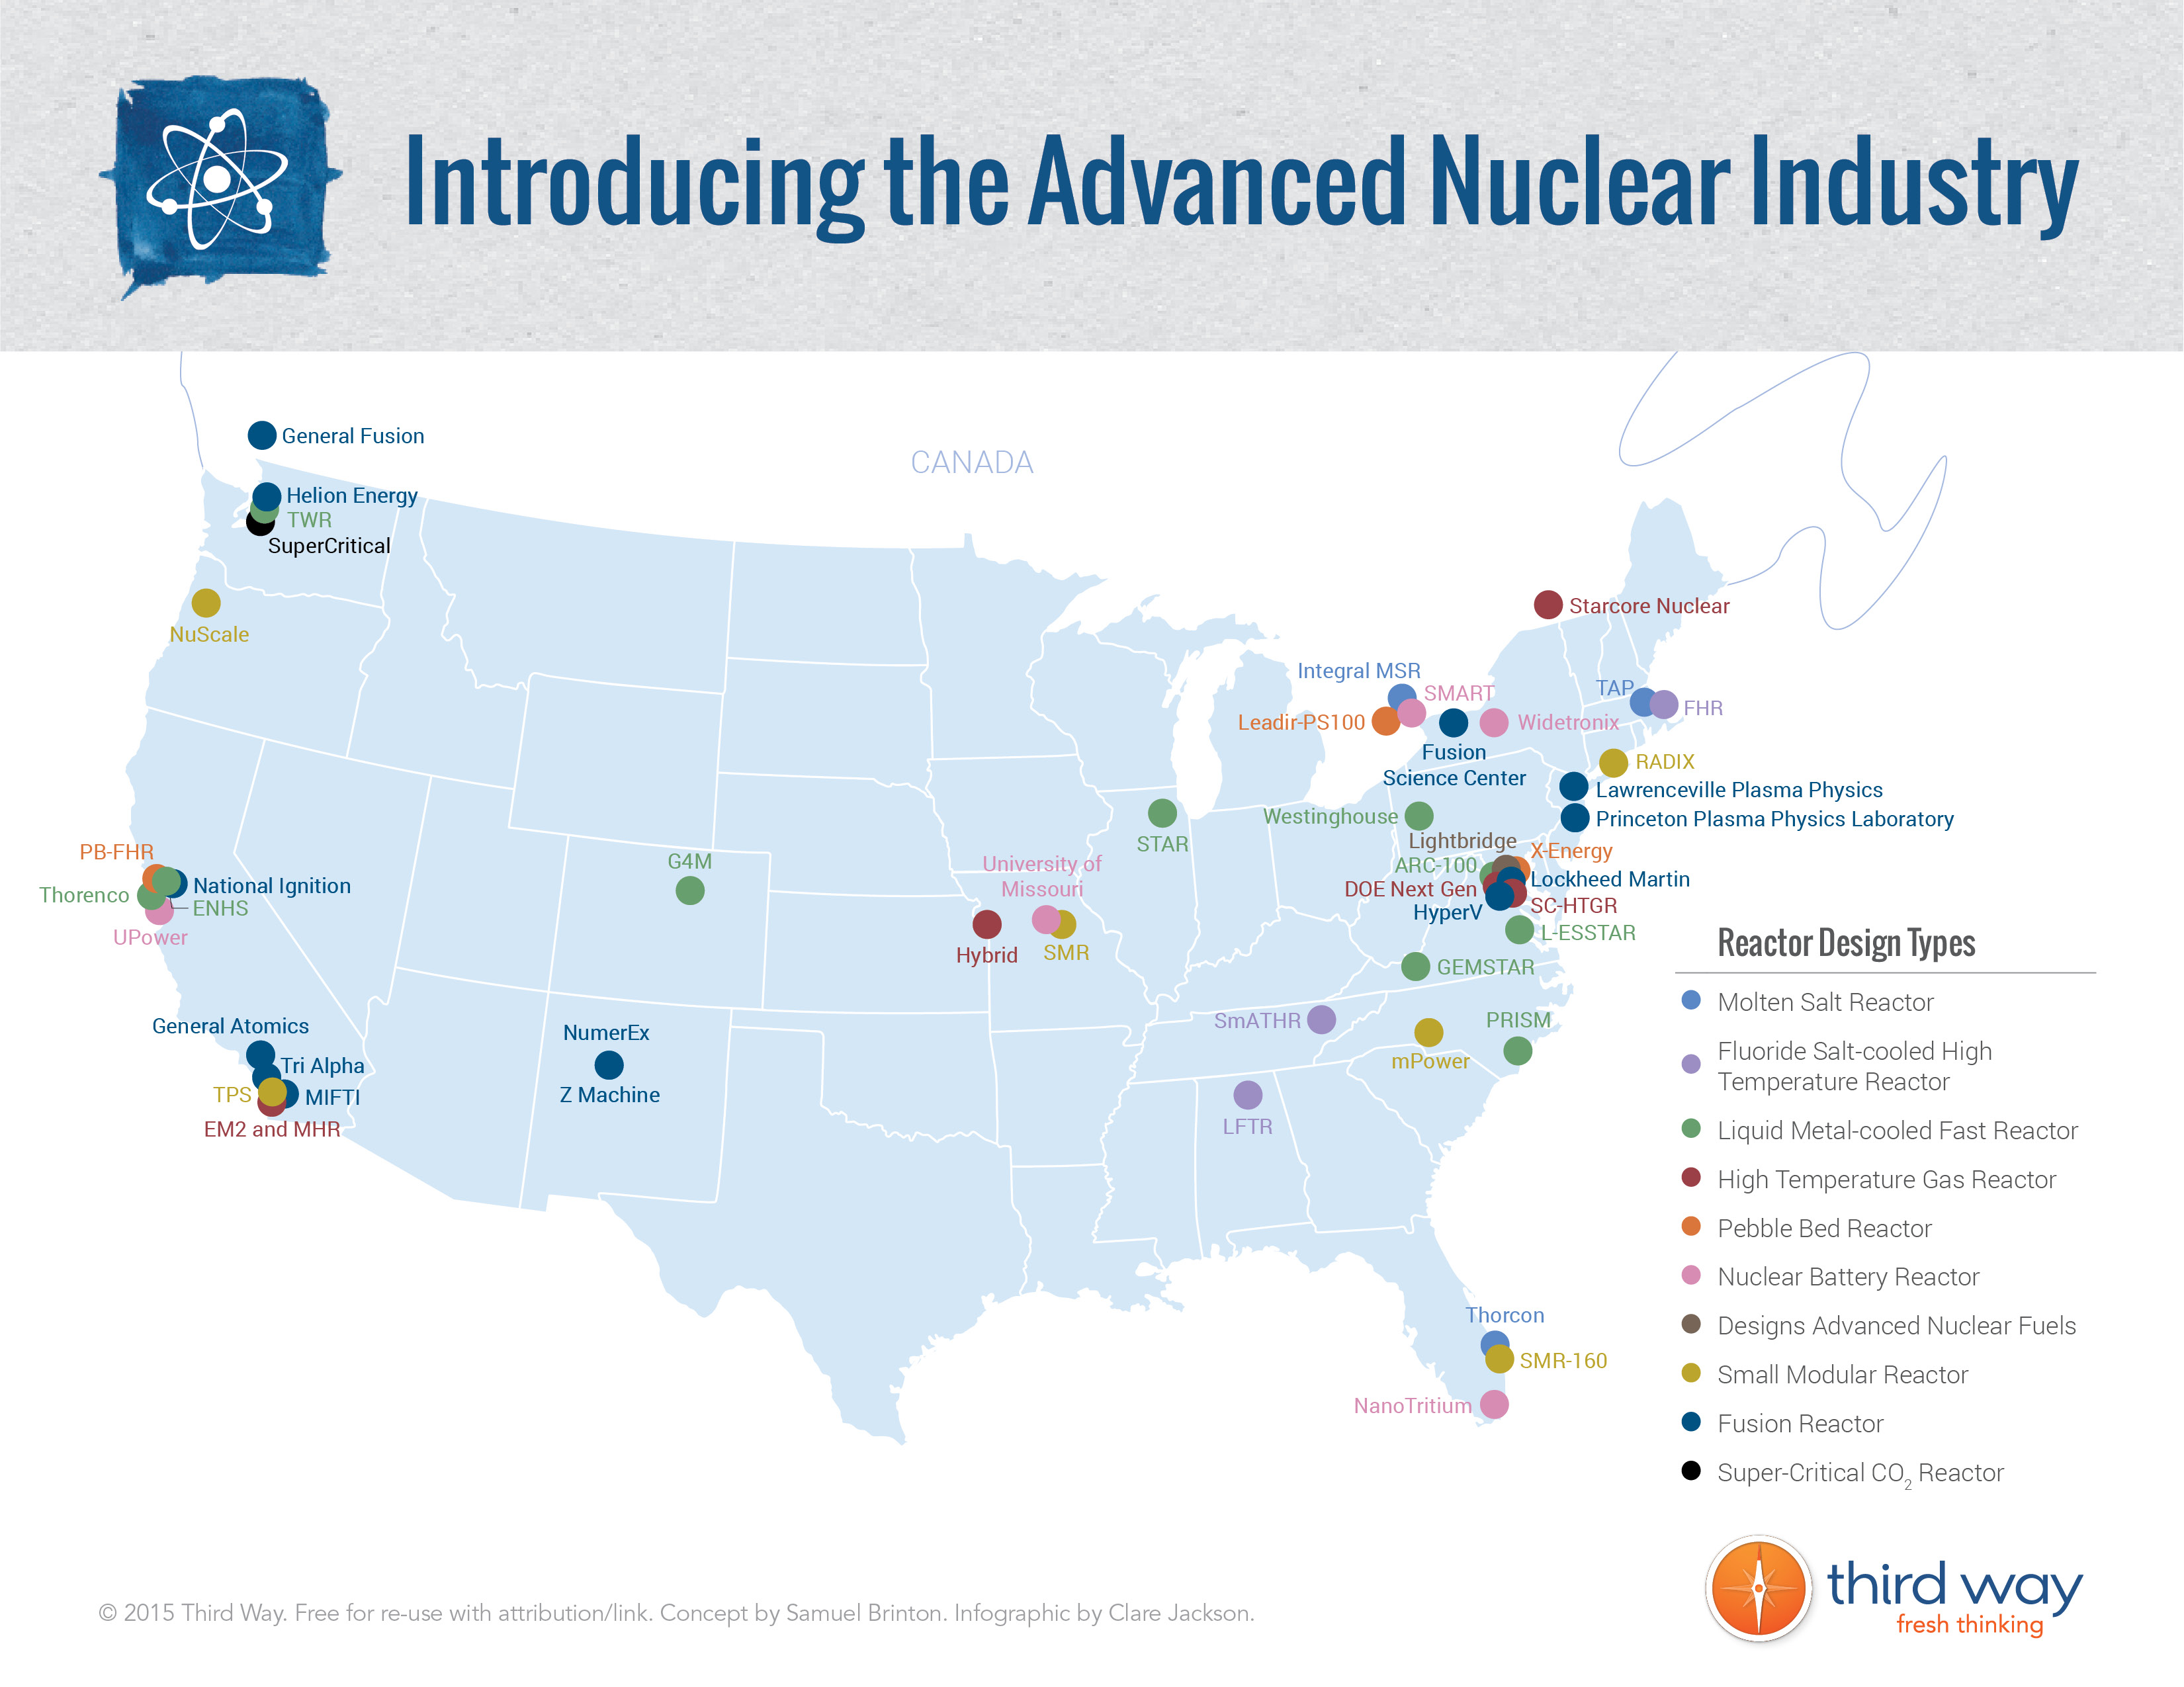 Introducing the Advanced Nuclear Industry
General Fusion
CANADA
Helion Energy
TWR
SuperCritical
NuScale
Starcore Nuclear
Integral MSR
SMART
Leadir-PS100
Widetronix
TAP
FHR
Fusion
Science Center
RADIX
Lawrenceville Plasma Physics
Princeton Plasma Physics Laboratory
Westinghouse
STAR
Lightbridge
X-Energy
ARC-100
Lockheed Martin
DOE Next Gen
SC-HTGR
HyperV
L-ESSTAR
PB-FHR
National Ignition
Thorenco
ENHS
UPower
G4M
University of
Missouri
Hybrid
SMR
GEMSTAR
SmATHR
PRISM
mPower
General Atomics
Tri Alpha
TPS
MIFTI
EM2 and MHR
NumerEx
Z Machine
LFTR
Thorcon
SMR-160
NanoTritium
Reactor Design Types
Molten Salt Reactor
Fluoride Salt-cooled High
Temperature Reactor
Liquid Metal-cooled Fast Reactor
High Temperature Gas Reactor
Pebble Bed Reactor
Nuclear Battery Reactor
Designs Advanced Nuclear Fuels
Small Modular Reactor
Fusion Reactor
Super-Critical CO₂ Reactor
third way
fresh thinking
© 2015 Third Way. Free for re-use with attribution/link. Concept by Samuel Brinton. Infographic by Clare Jackson.